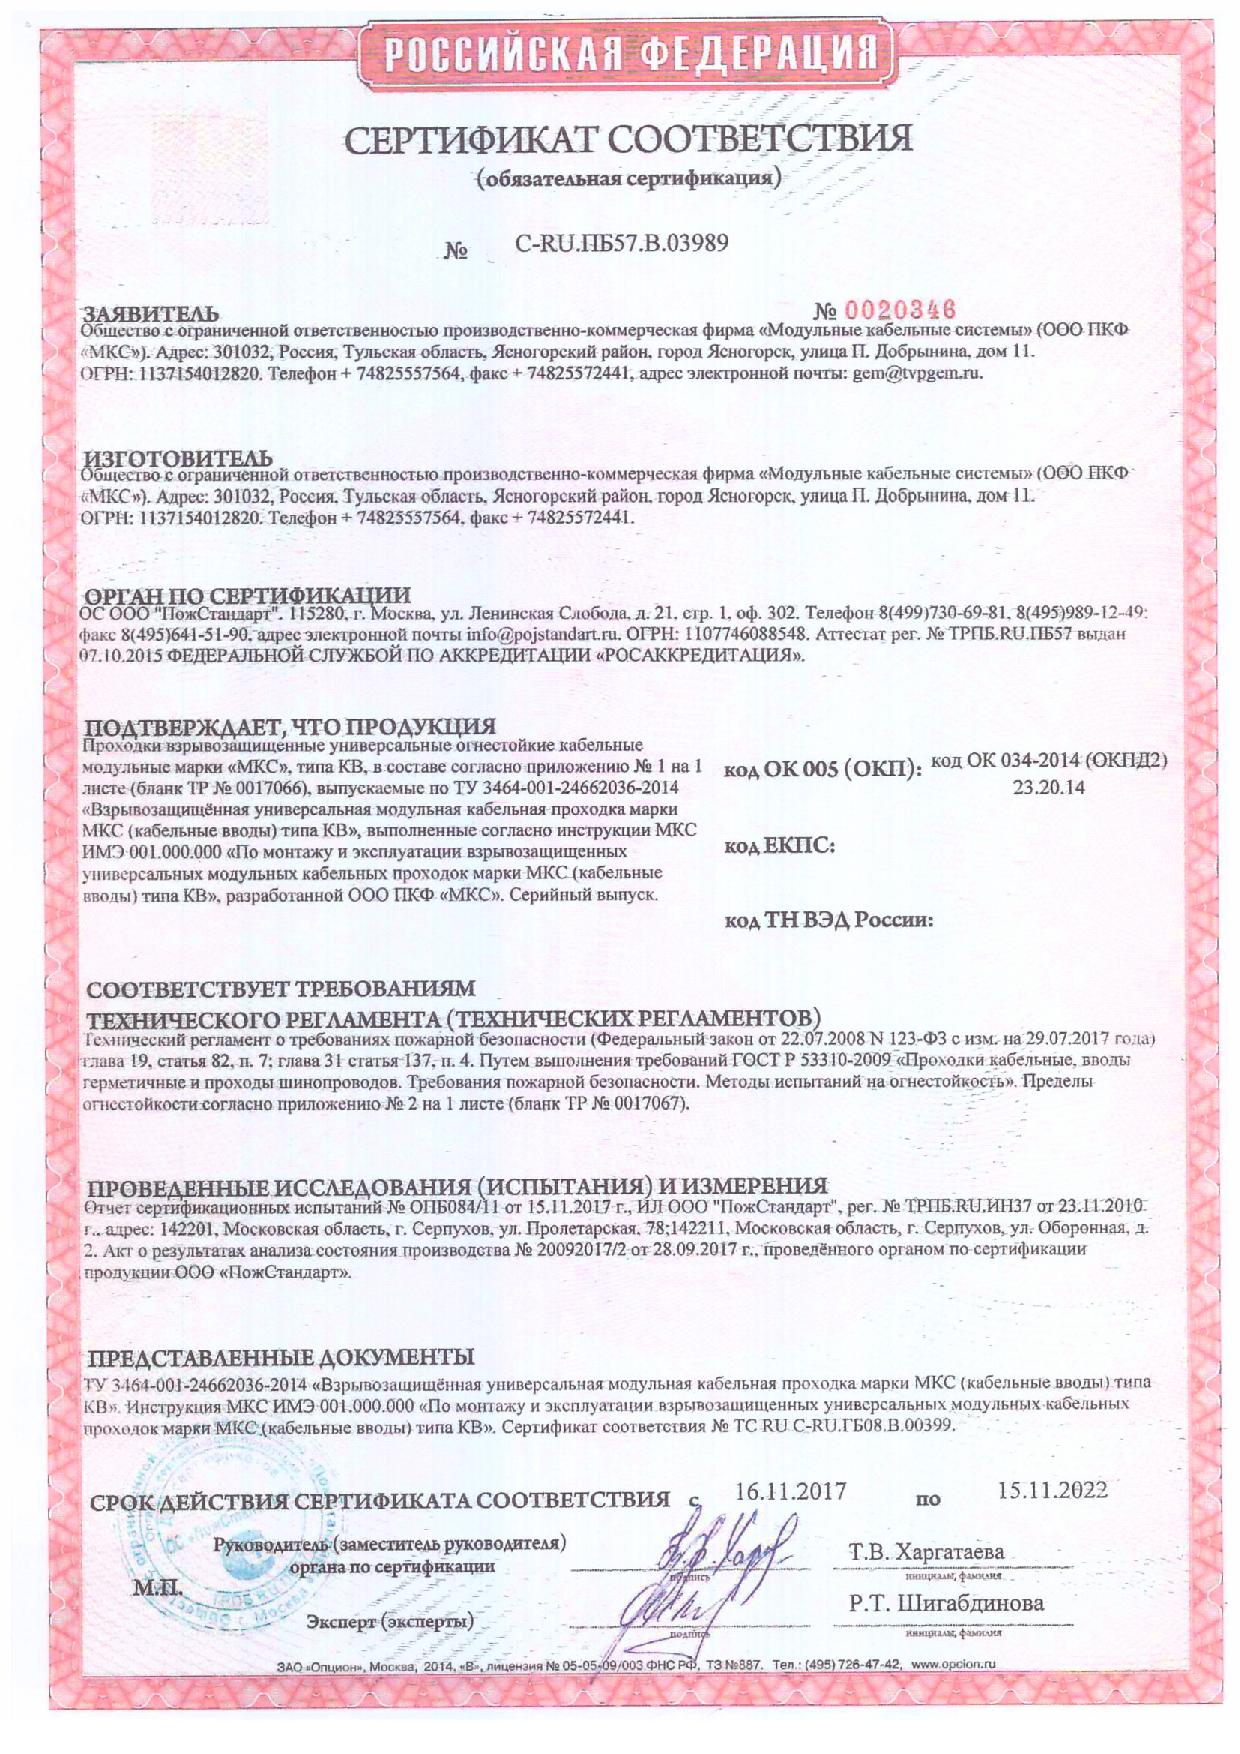 РОССИЙСКАЯ ФЕДЕРАЦИЯ
СЕРТИФИКАТ СООТВЕТСТВИЯ
(обязательная сертификация)
№ C-RU.ПБ57.В.03989
ЗАЯВИТЕЛЬ № 0020346
Общество с ограниченной ответственностью производственно-коммерческая фирма «Модульные кабельные системы» (ООО ПКФ
«МКС»). Адрес: 301032, Россия, Тульская область, Ясногорский район, город Ясногорск, улица П. Добрынина, дом 11.
ОГРН: 1137154012820. Телефон + 74825557564, факс + 74825572441, адрес электронной почты: gem@tvpgem.ru.
ИЗГОТОВИТЕЛЬ
Общество с ограниченной ответственностью производственно-коммерческая фирма «Модульные кабельные системы» (ООО ПКФ
«МКС»). Адрес: 301032, Россия, Тульская область, Ясногорский район, город Ясногорск, улица П. Добрынина, дом 11.
ОГРН: 1137154012820. Телефон + 74825557564, факс + 74825572441.
ОРГАН ПО СЕРТИФИКАЦИИ
ОС ООО "ПожСтандарт". 115280, г. Москва, ул. Ленинская Слобода, д. 21, стр. 1, оф. 302. Телефон 8(499)730-69-81, 8(495)989-12-49;
факс 8(495)641-51-90, адрес электронной почты info@pojstandart.ru. ОГРН: 1107746088548. Аттестат рег. № ТРПБ.RU.ПБ57 выдан
07.10.2015 ФЕДЕРАЛЬНОЙ СЛУЖБОЙ ПО АККРЕДИТАЦИИ «РОСАККРЕДИТАЦИЯ».
ПОДТВЕРЖДАЕТ, ЧТО ПРОДУКЦИЯ
Проходки взрывозащищенные универсальные огнестойкие кабельные
модульные марки «МКС», типа КВ, в составе согласно приложению № 1 на 1
листе (бланк ТР № 0017066), выпускаемые по ТУ 3464-001-24662036-2014
«Взрывозащищённая универсальная модульная кабельная проходка марки
МКС (кабельные вводы) типа КВ», выполненные согласно инструкции МКС
ИМЭ 001.000.000 «По монтажу и эксплуатации взрывозащищенных
универсальных модульных кабельных проходок марки МКС (кабельные
вводы) типа КВ», разработанной ООО ПКФ «МКС». Серийный выпуск.
код ОК 005 (ОКП): код ОК 034-2014 (ОКПД2)
23.20.14
код ЕКПС:
код ТН ВЭД России:
СООТВЕТСТВУЕТ ТРЕБОВАНИЯМ
ТЕХНИЧЕСКОГО РЕГЛАМЕНТА (ТЕХНИЧЕСКИХ РЕГЛАМЕНТОВ)
Технический регламент о требованиях пожарной безопасности (Федеральный закон от 22.07.2008 N 123-ФЗ с изм. на 29.07.2017 года)
глава 19, статья 82, п. 7; глава 31 статья 137, п. 4. Путем выполнения требований ГОСТ Р 53310-2009 «Проходки кабельные, вводы
герметичные и проходы шинопроводов. Требования пожарной безопасности. Методы испытаний на огнестойкость». Пределы
огнестойкости согласно приложению № 2 на 1 листе (бланк ТР № 0017067).
ПРОВЕДЕННЫЕ ИССЛЕДОВАНИЯ (ИСПЫТАНИЯ) И ИЗМЕРЕНИЯ
Отчет сертификационных испытаний № ОПБ084/11 от 15.11.2017 г., ИЛ ООО "ПожСтандарт", рег. № ТРПБ.RU.ИН37 от 23.11.2010
г., адрес: 142201, Московская область, г. Серпухов, ул. Пролетарская, 78;142211, Московская область, г. Серпухов, ул. Оборонная, д.
2. Акт о результатах анализа состояния производства № 20092017/2 от 28.09.2017 г., проведённого органом по сертификации
продукции ООО «ПожСтандарт».
ПРЕДСТАВЛЕННЫЕ ДОКУМЕНТЫ
ТУ 3464-001-24662036-2014 «Взрывозащищённая универсальная модульная кабельная проходка марки МКС (кабельные вводы) типа
КВ». Инструкция МКС ИМЭ 001.000.000 «По монтажу и эксплуатации взрывозащищенных универсальных модульных кабельных
проходок марки МКС (кабельные вводы) типа КВ». Сертификат соответствия № ТС RU C-RU.ГБ08.В.00399.
СРОК ДЕЙСТВИЯ СЕРТИФИКАТА СООТВЕТСТВИЯ с 16.11.2017 по 15.11.2022
Руководитель (заместитель руководителя)
органа по сертификации
Т.В. Харгатаева
подпись
инициалы, фамилия
М.П.
Эксперт (эксперты)
Р.Т. Шигабдинова
подпись
инициалы, фамилия
ЗАО «Опцион», Москва, 2014, «В», лицензия № 05-05-09/003 ФНС РФ, ТЗ №887. Тел.: (495) 726-47-42, www.opcion.ru